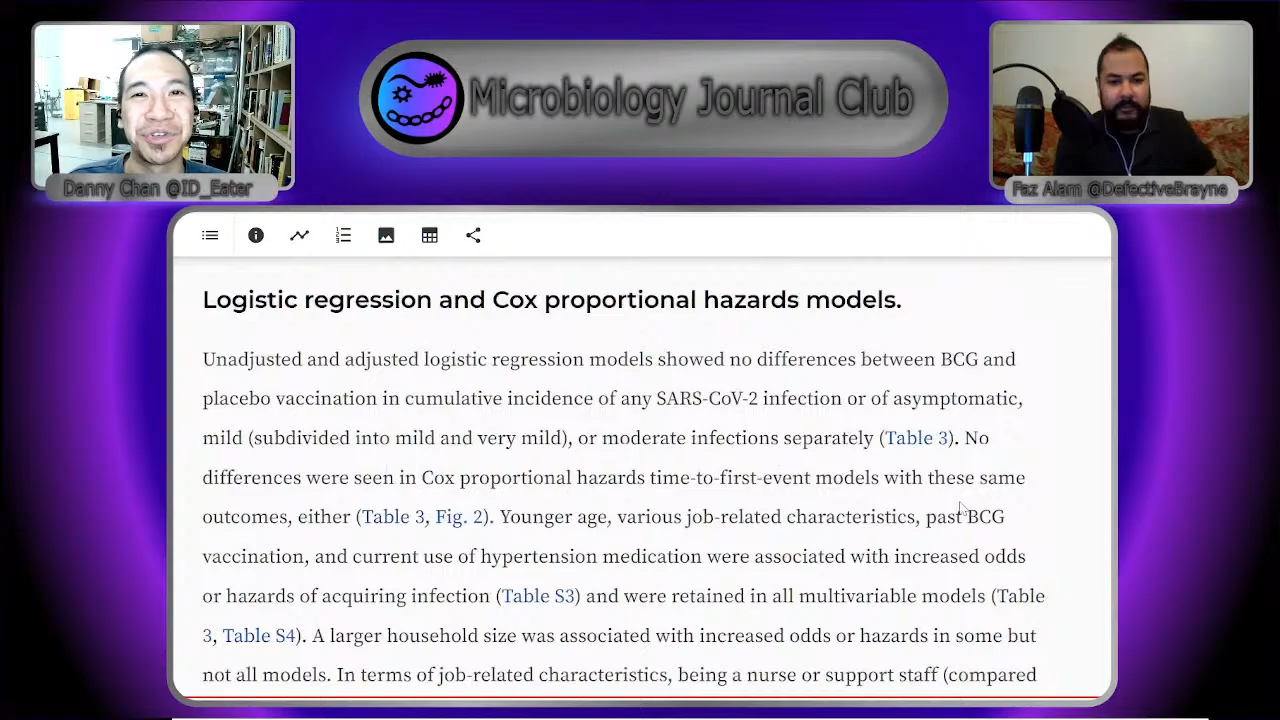 Microbiology Journal Club
Danny Chan @ID_Eater
Faz Alam @DefectiveBrayne
Logistic regression and Cox proportional hazards models.
Unadjusted and adjusted logistic regression models showed no differences between BCG and
placebo vaccination in cumulative incidence of any SARS-CoV-2 infection or of asymptomatic,
mild (subdivided into mild and very mild), or moderate infections separately (Table 3). No
differences were seen in Cox proportional hazards time-to-first-event models with these same
outcomes, either (Table 3, Fig. 2). Younger age, various job-related characteristics, past BCG
vaccination, and current use of hypertension medication were associated with increased odds
or hazards of acquiring infection (Table S3) and were retained in all multivariable models (Table
3, Table S4). A larger household size was associated with increased odds or hazards in some but
not all models. In terms of job-related characteristics, being a nurse or support staff (compared